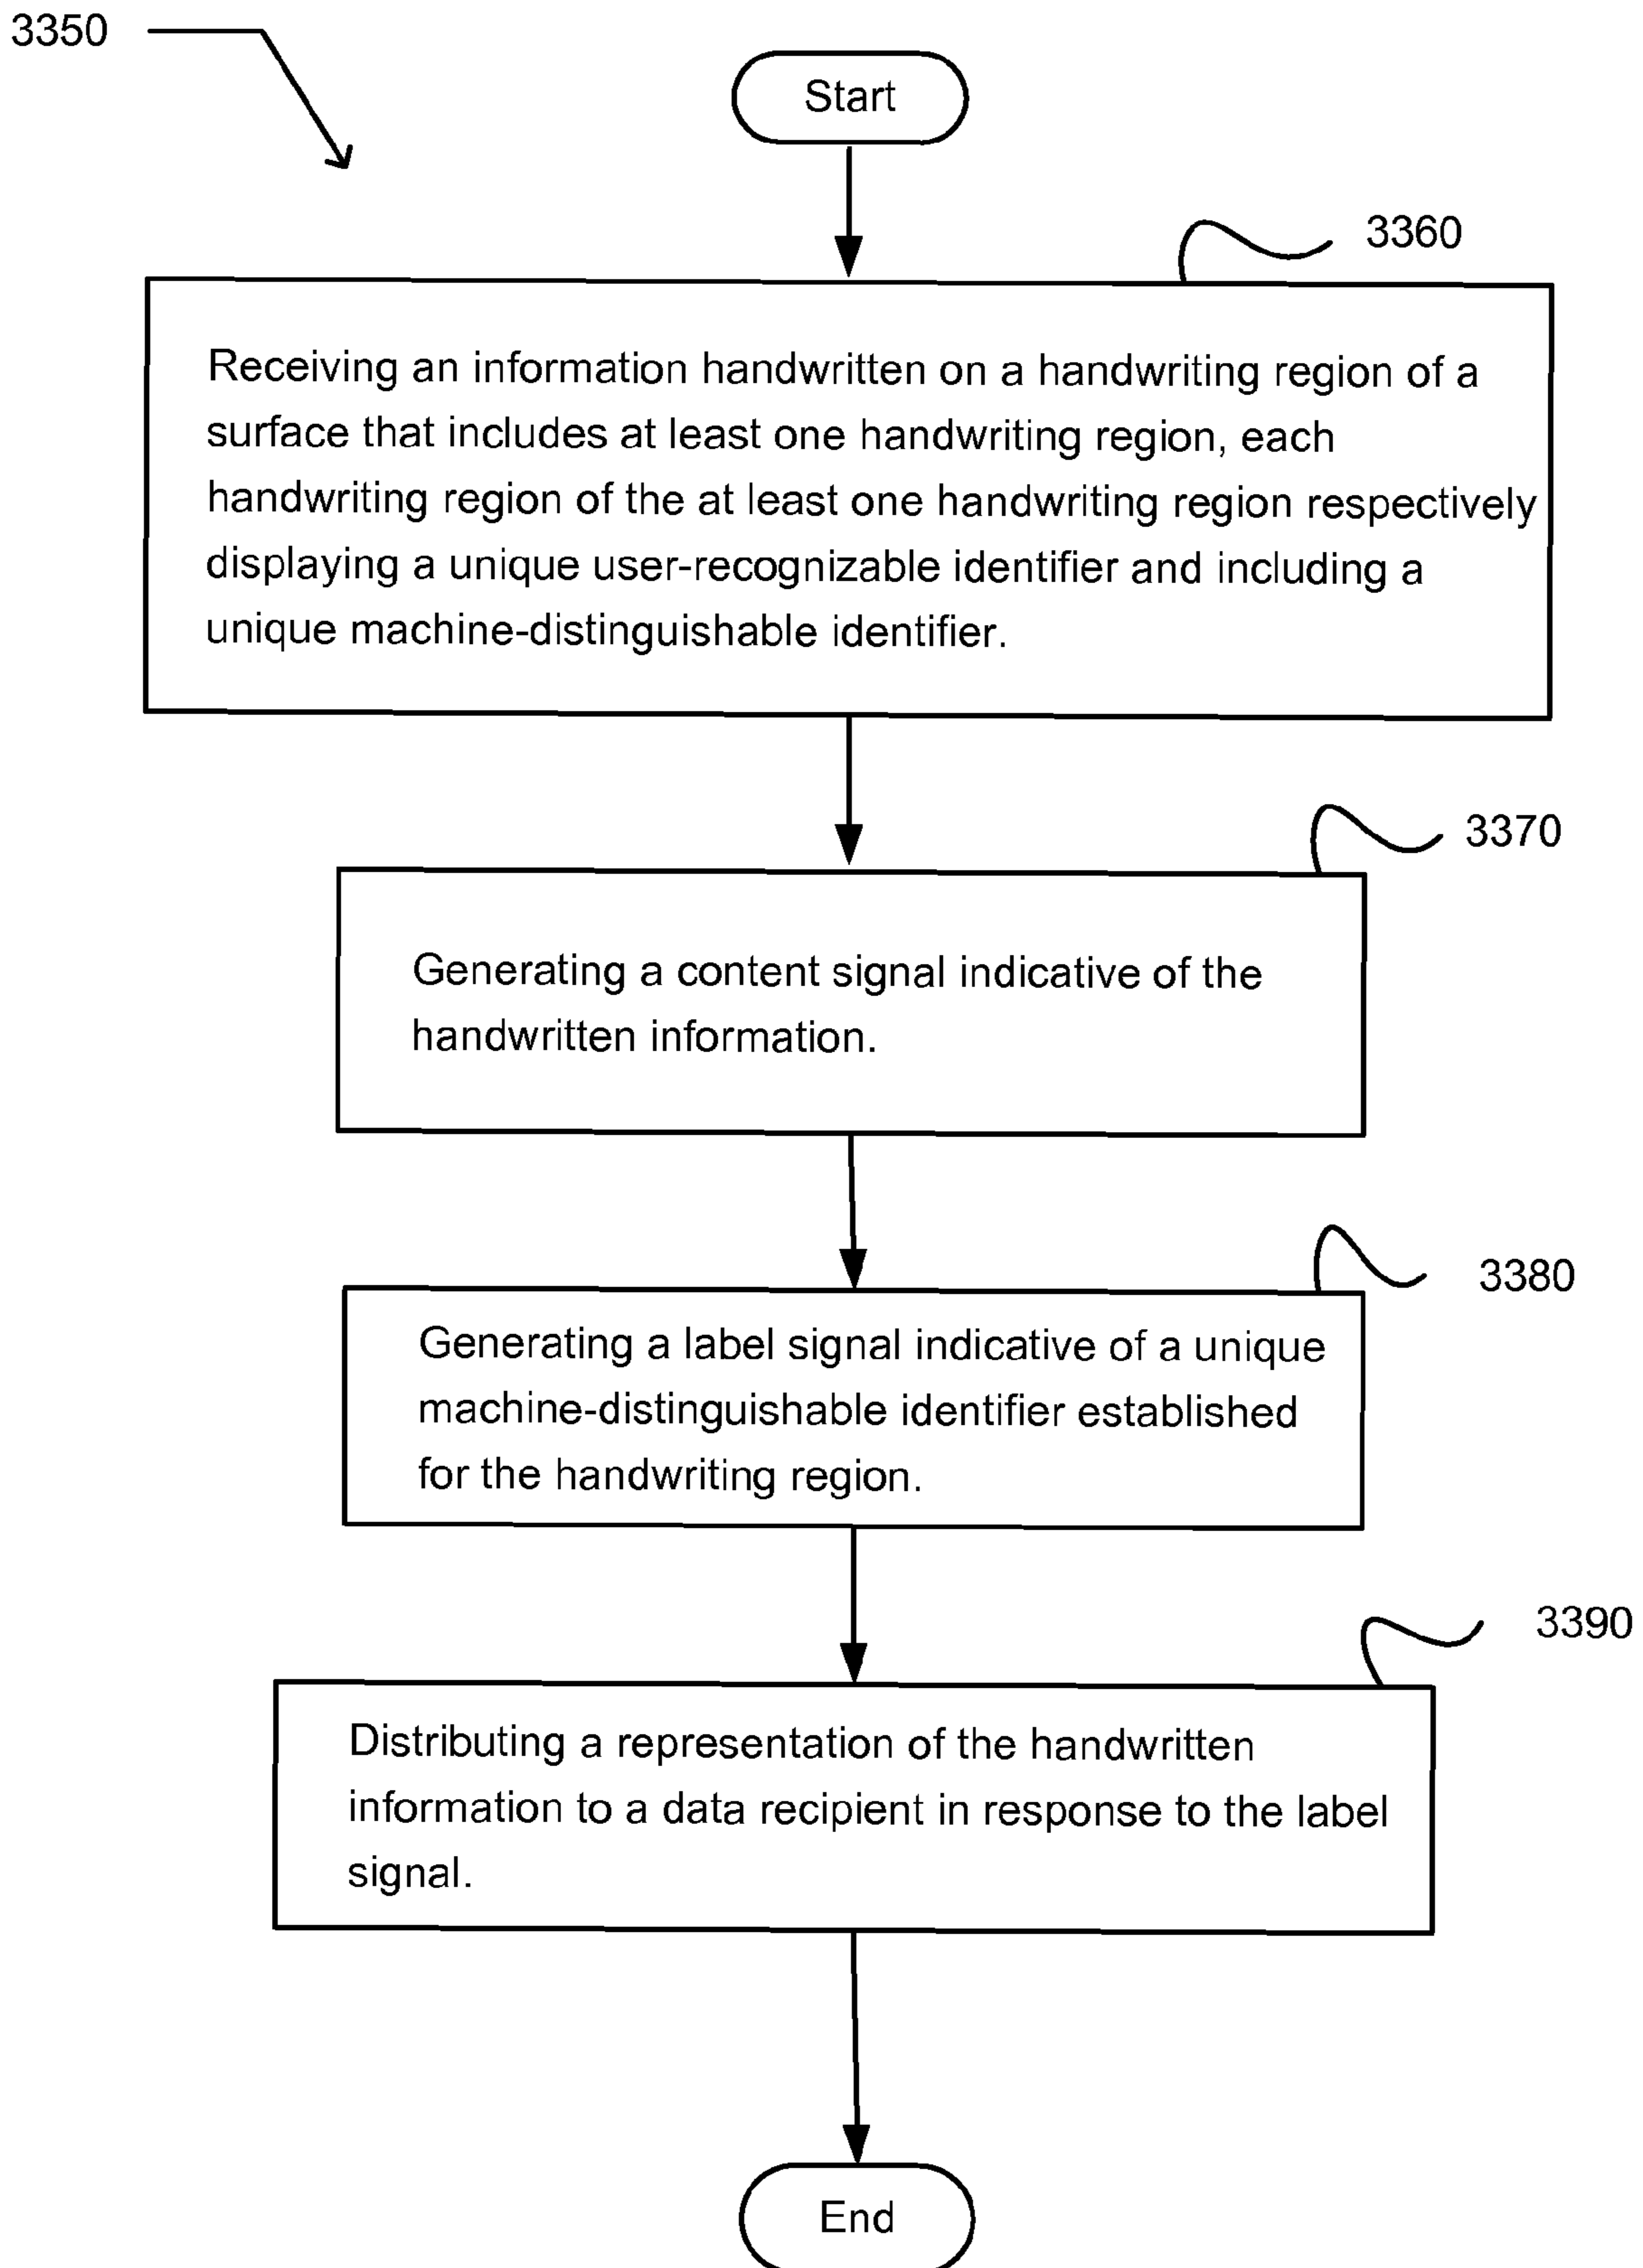 3350
Start
3360
Receiving an information handwritten on a handwriting region of a
surface that includes at least one handwriting region, each
handwriting region of the at least one handwriting region respectively
displaying a unique user-recognizable identifier and including a
unique machine-distinguishable identifier.
3370
Generating a content signal indicative of the
handwritten information.
3380
Generating a label signal indicative of a unique
machine-distinguishable identifier established
for the handwriting region.
3390
Distributing a representation of the handwritten
information to a data recipient in response to the label
signal.
End